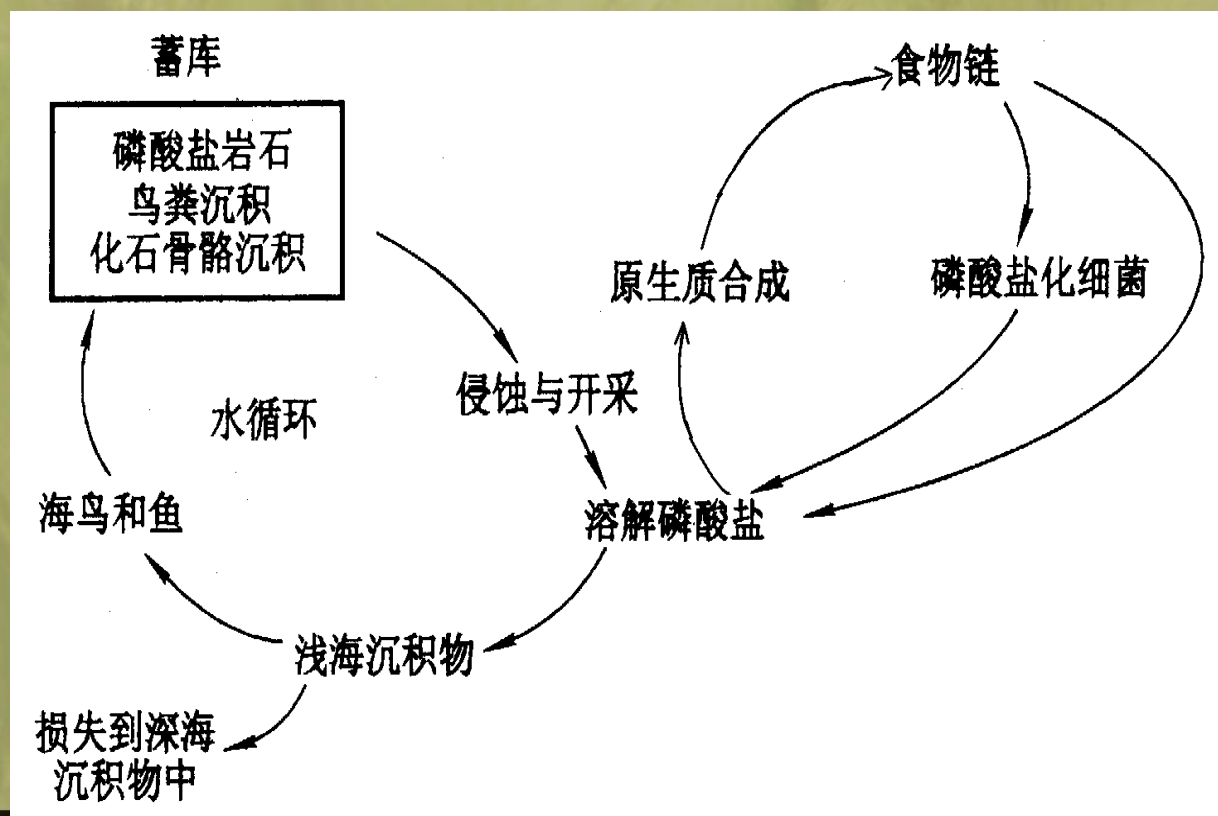 蓄库
磷酸盐岩石
鸟粪沉积
化石骨骼沉积
食物链
原生质合成
磷酸盐化细菌
侵蚀与开采
水循环
海鸟和鱼
溶解磷酸盐
浅海沉积物
损失到深海
沉积物中